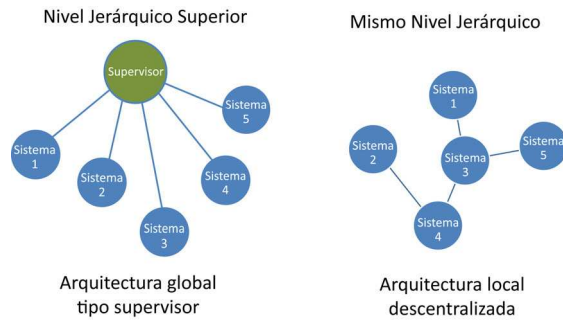 Nivel Jerárquico Superior
Supervisor
Sistema
1
Sistema
2
Sistema
3
Sistema
4
Sistema
5
Arquitectura global
tipo supervisor
Mismo Nivel Jerárquico
Sistema
1
Sistema
2
Sistema
3
Sistema
5
Sistema
4
Arquitectura local
descentralizada